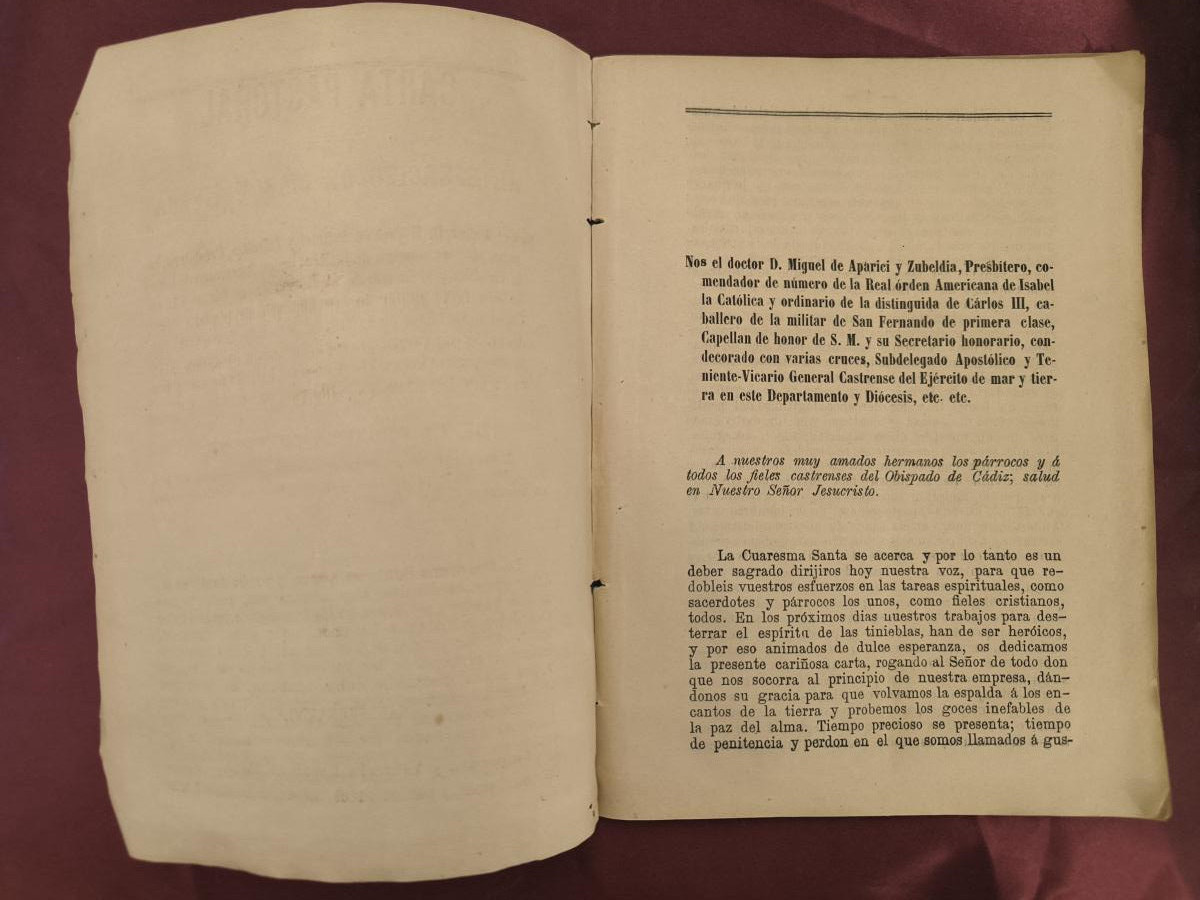 Nos el doctor D. Miguel de Aparici y Zubeldia, Presbítero, co-
mendador de número de la Real órden Americana de Isabel
la Católica y ordinario de la distinguida de Cárlos III, ca-
ballero de la militar de San Fernando de primera clase,
Capellan de honor de S. M. y su Secretario honorario, con-
decorado con varias cruces, Subdelegado Apostólico y Te-
niente-Vicario General Castrense del Ejército de mar y tier-
ra en este Departamento y Diócesis, etc. etc.
A nuestros muy amados hermanos los párrocos y á
todos los fieles castrenses del Obispado de Cádiz; salud
en Nuestro Señor Jesucristo.
La Cuaresma Santa se acerca y por lo tanto es un
deber sagrado dirijiros hoy nuestra voz, para que re-
dobleis vuestros esfuerzos en las tareas espirituales, como
sacerdotes y párrocos los unos, como fieles cristianos,
todos. En los próximos dias nuestros trabajos para des-
terrar el espírita de las tinieblas, han de ser heróicos,
y por eso animados de dulce esperanza, os dedicamos
la presente cariñosa carta, rogando al Señor de todo don
que nos socorra al principio de nuestra empresa, dán-
donos su gracia para que volvamos la espalda á los en-
cantos de la tierra y probemos los goces inefables de
la paz del alma. Tiempo precioso se presenta; tiempo
de penitencia y perdon en el que somos llamados á gus-